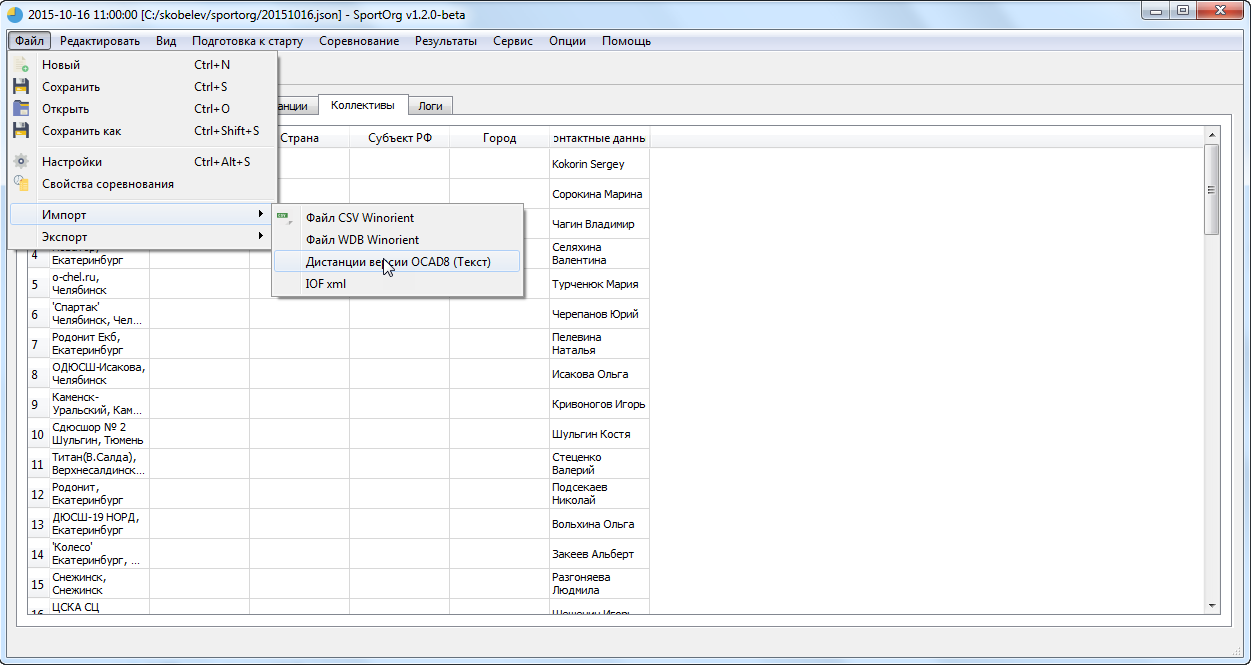 2015-10-16 11:00:00 [C:/skobelev/sportorg/20151016.json] - SportOrg v1.2.0-beta
Файл Редактировать Вид Подготовка к старту Соревнование Результаты Сервис Опции Помощь
Новый Ctrl+N
Сохранить Ctrl+S
Открыть Ctrl+O
Сохранить как Ctrl+Shift+S
Настройки Ctrl+Alt+S
Свойства соревнования
Импорт
Экспорт
Файл CSV Winorient
Файл WDB Winorient
Дистанции версии OCAD8 (Текст)
IOF xml
анции Коллективы Логи
Страна Субъект РФ Город онтактные данны
Kokorin Sergey
Сорокина Марина
Чагин Владимир
4
Екатеринбург
Селяхина
Валентина
5
o-chel.ru,
Челябинск
Турченюк Мария
6
'Спартак'
Челябинск, Чел...
Черепанов Юрий
7
Родонит Екб,
Екатеринбург
Пелевина
Наталья
8
ОДЮСШ-Исакова,
Челябинск
Исакова Ольга
9
Каменск-
Уральский, Кам...
Кривоногов Игорь
10
Сдюсшор № 2
Шульгин, Тюмень
Шульгин Костя
11
Титан(В.Салда),
Верхнесалдинск...
Стеценко
Валерий
12
Родонит,
Екатеринбург
Подсекаев
Николай
13
ДЮСШ-19 НОРД,
Екатеринбург
Вольхина Ольга
14
'Колесо'
Екатеринбург, ...
Закеев Альберт
15
Снежинск,
Снежинск
Разгоняева
Людмила
16
ЦСКА СЦ